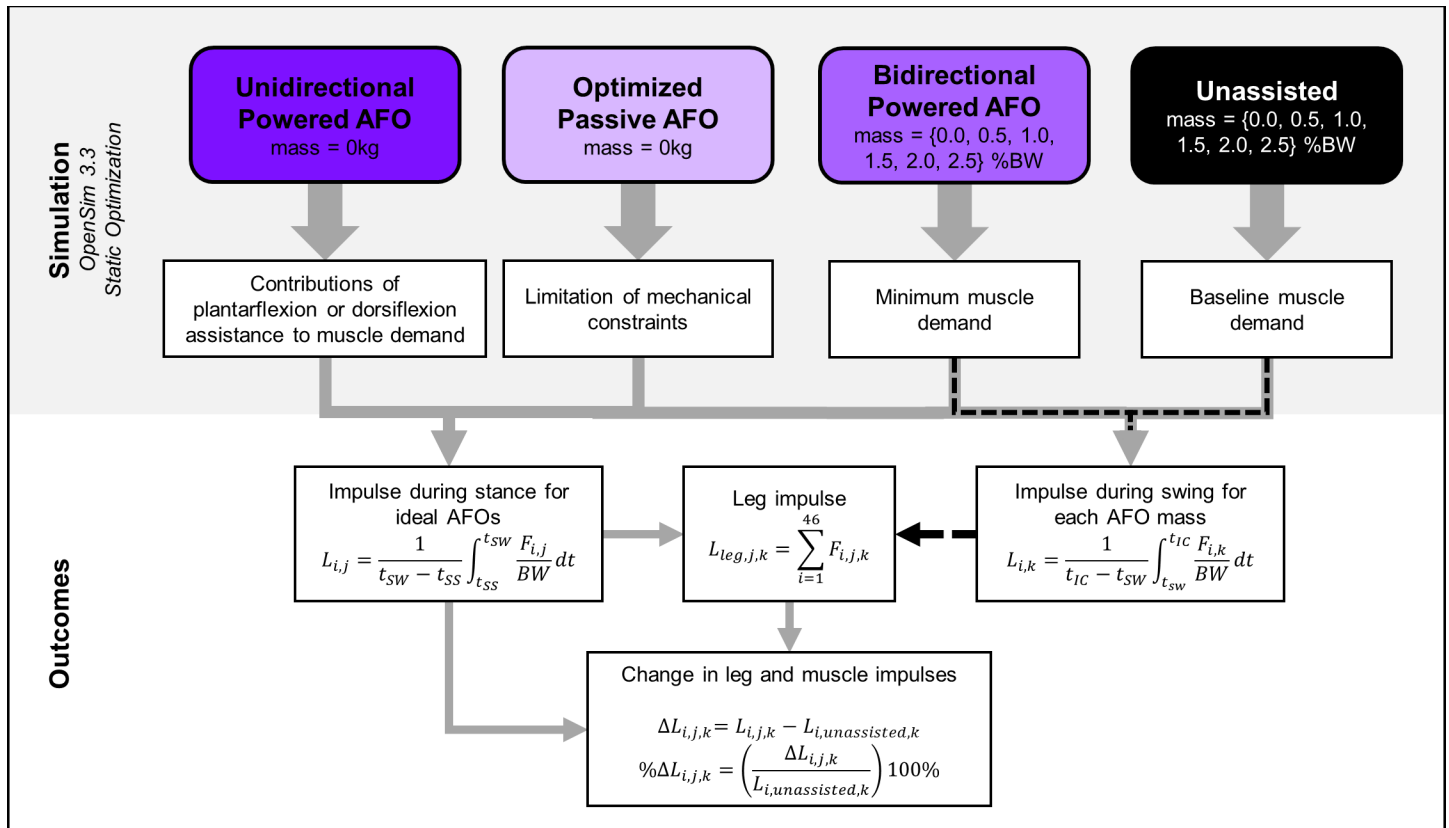 Simulation
OpenSim 3.3
Static Optimization
Unidirectional
Powered AFO
mass = 0kg
Optimized
Passive AFO
mass = 0kg
Bidirectional
Powered AFO
mass = {0.0, 0.5, 1.0,
1.5, 2.0, 2.5} %BW
Unassisted
mass = {0.0, 0.5, 1.0,
1.5, 2.0, 2.5} %BW
Contributions of
plantarflexion or dorsiflexion
assistance to muscle demand
Limitation of mechanical
constraints
Minimum muscle
demand
Baseline muscle
demand
Outcomes
Impulse during stance for
ideal AFOs
L_{i,j} = \frac{1}{t_{SW} - t_{SS}} \int_{t_{SS}}^{t_{SW}} \frac{F_{i,j}}{BW} dt
Leg impulse
L_{leg,j,k} = \sum_{i=1}^{46} F_{i,j,k}
Impulse during swing for
each AFO mass
L_{i,k} = \frac{1}{t_{IC} - t_{SW}} \int_{t_{sw}}^{t_{IC}} \frac{F_{i,k}}{BW} dt
Change in leg and muscle impulses
ΔL_{i,j,k} = L_{i,j,k} − L_{i,unassisted,k}
%ΔL_{i,j,k} = \left( \frac{ΔL_{i,j,k}}{L_{i,unassisted,k}} \right) 100%